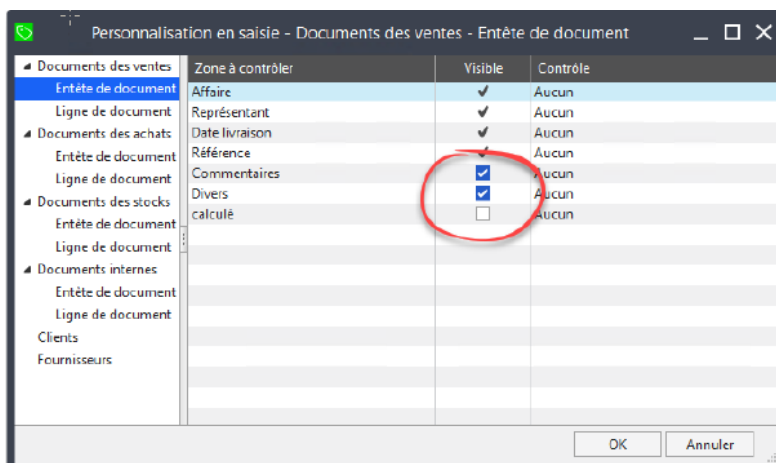 Personnalisation en saisie - Documents des ventes - Entête de document
Documents des ventes
Entête de document
Ligne de document
Documents des achats
Entête de document
Ligne de document
Documents des stocks
Entête de document
Ligne de document
Documents internes
Entête de document
Ligne de document
Clients
Fournisseurs
Zone à contrôler Visible Contrôle
Affaire Aucun
Représentant Aucun
Date livraison Aucun
Référence Aucun
Commentaires Aucun
Divers Aucun
calculé Aucun
OK Annuler